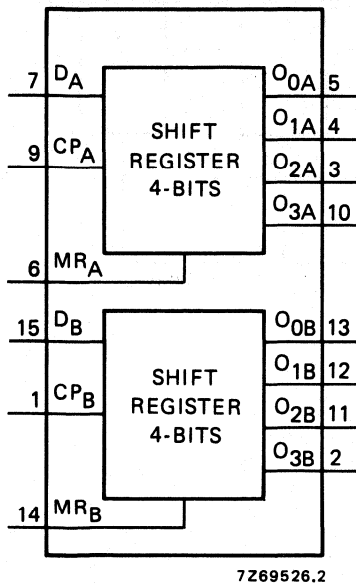 7 DA
O0A 5
O1A 4
9 CPA
SHIFT
REGISTER
4-BITS
O2A 3
O3A 10
6 MRA
15 DB
O0B 13
O1B 12
1 CPB
SHIFT
REGISTER
4-BITS
O2B 11
O3B 2
14 MRB
7Z69526.2